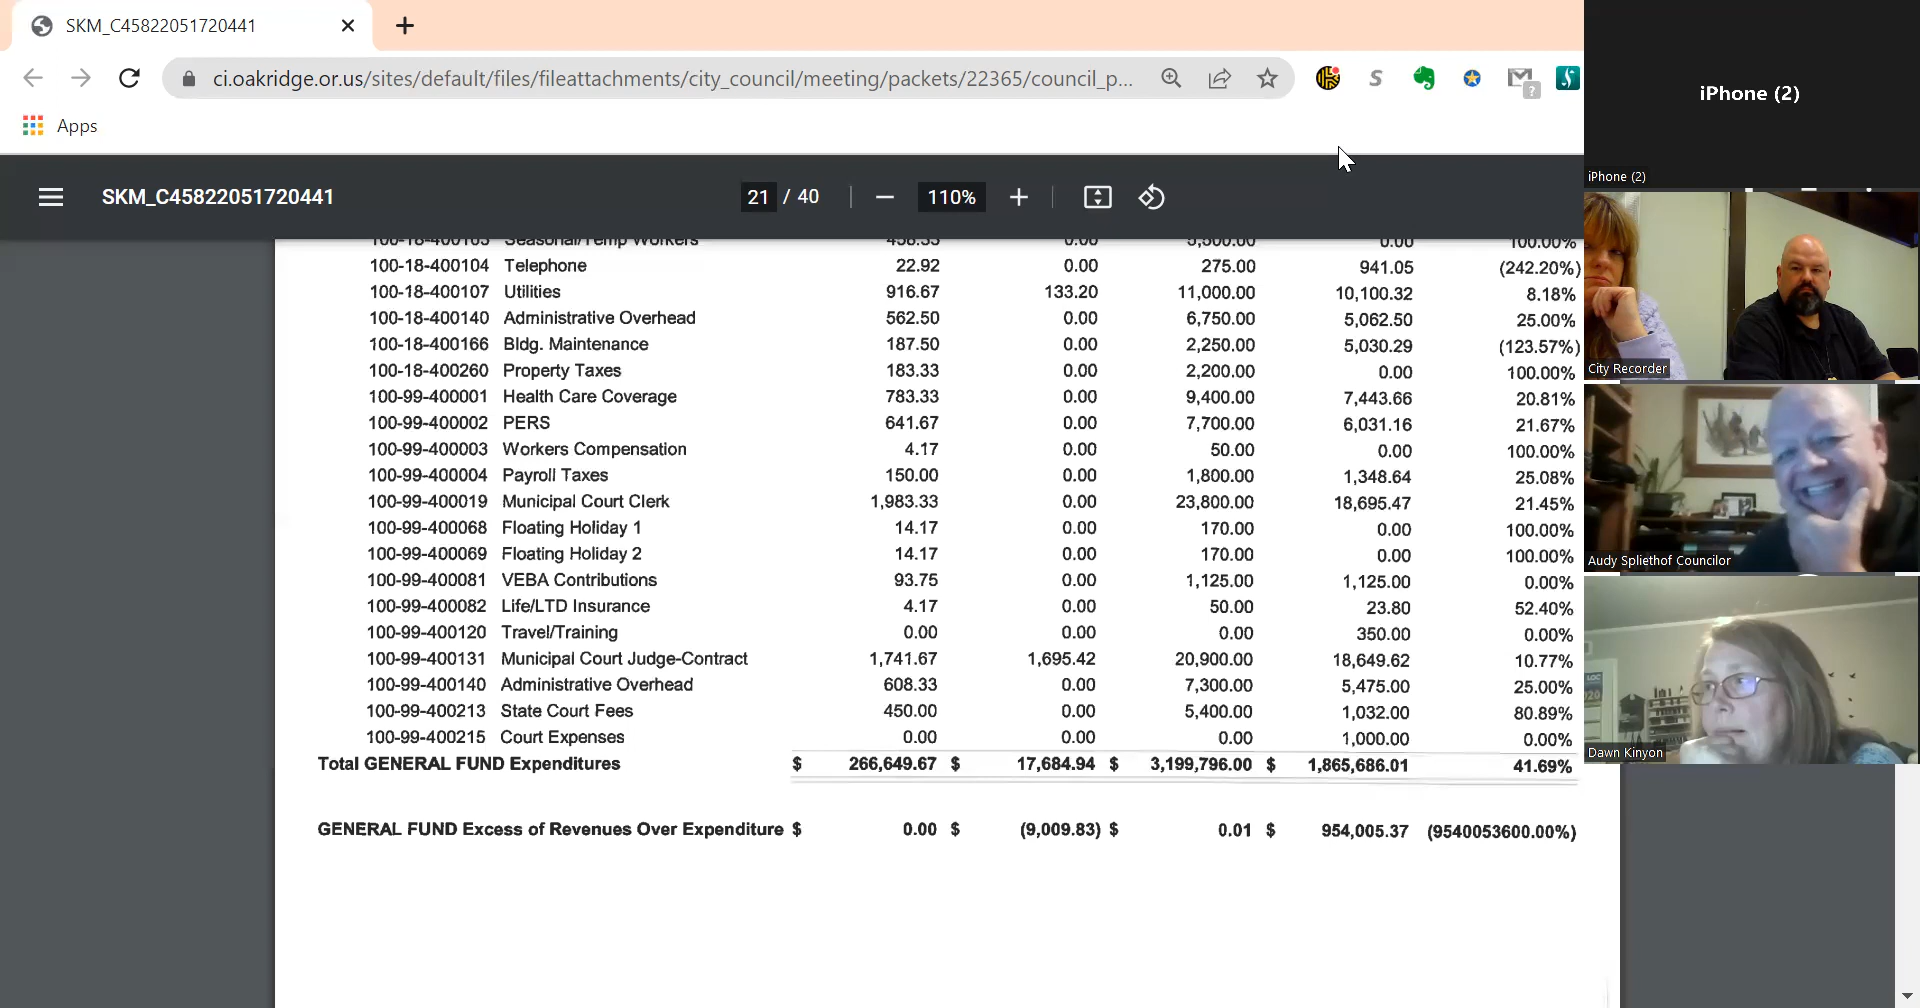 SKM_C45822051720441
ci.oakridge.or.us/sites/default/files/fileattachments/city_council/meeting/packets/22365/council_p...
Apps
SKM_C45822051720441
21 / 40
110%
100-18-400103 Seasonal/Temp Workers 458.33 0.00 5,500.00 0.00 100.00%
100-18-400104 Telephone 22.92 0.00 275.00 941.05 (242.20%)
100-18-400107 Utilities 916.67 133.20 11,000.00 10,100.32 8.18%
100-18-400140 Administrative Overhead 562.50 0.00 6,750.00 5,062.50 25.00%
100-18-400166 Bldg. Maintenance 187.50 0.00 2,250.00 5,030.29 (123.57%)
100-18-400260 Property Taxes 183.33 0.00 2,200.00 0.00 100.00%
100-99-400001 Health Care Coverage 783.33 0.00 9,400.00 7,443.66 20.81%
100-99-400002 PERS 641.67 0.00 7,700.00 6,031.16 21.67%
100-99-400003 Workers Compensation 4.17 0.00 50.00 0.00 100.00%
100-99-400004 Payroll Taxes 150.00 0.00 1,800.00 1,348.64 25.08%
100-99-400019 Municipal Court Clerk 1,983.33 0.00 23,800.00 18,695.47 21.45%
100-99-400068 Floating Holiday 1 14.17 0.00 170.00 0.00 100.00%
100-99-400069 Floating Holiday 2 14.17 0.00 170.00 0.00 100.00%
100-99-400081 VEBA Contributions 93.75 0.00 1,125.00 1,125.00 0.00%
100-99-400082 Life/LTD Insurance 4.17 0.00 50.00 23.80 52.40%
100-99-400120 Travel/Training 0.00 0.00 0.00 350.00 0.00%
100-99-400131 Municipal Court Judge-Contract 1,741.67 1,695.42 20,900.00 18,649.62 10.77%
100-99-400140 Administrative Overhead 608.33 0.00 7,300.00 5,475.00 25.00%
100-99-400213 State Court Fees 450.00 0.00 5,400.00 1,032.00 80.89%
100-99-400215 Court Expenses 0.00 0.00 0.00 1,000.00 0.00%
Total GENERAL FUND Expenditures $ 266,649.67 $ 17,684.94 $ 3,199,796.00 $ 1,865,686.01 41.69%
GENERAL FUND Excess of Revenues Over Expenditure $ 0.00 $ (9,009.83) $ 0.01 $ 954,005.37 (9540053600.00%)
iPhone (2)
iPhone (2)
City Recorder
Audy Spliethof Councilor
Dawn Kinyon